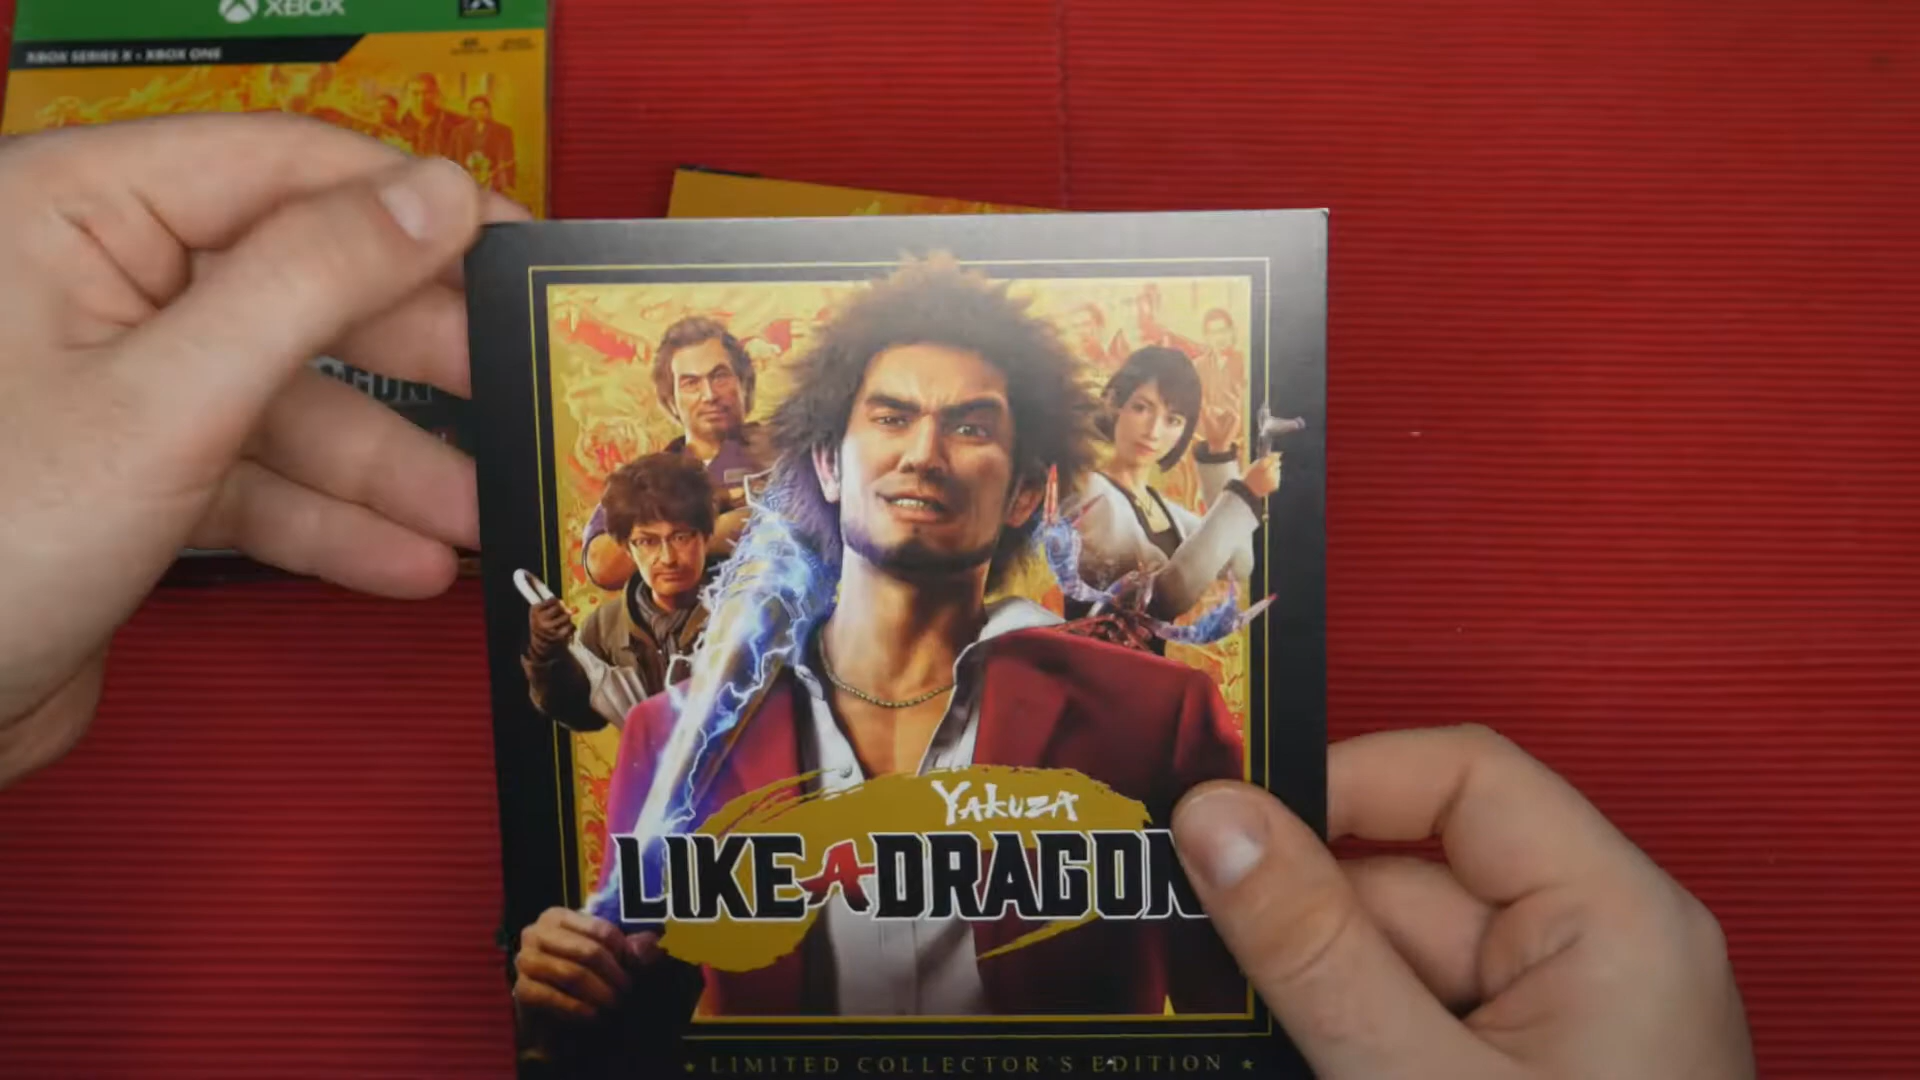 XBOX
XBOX SERIES X • XBOX ONE
YAKUZA
LIKE A DRAGON
★ LIMITED COLLECTOR'S EDITION ★